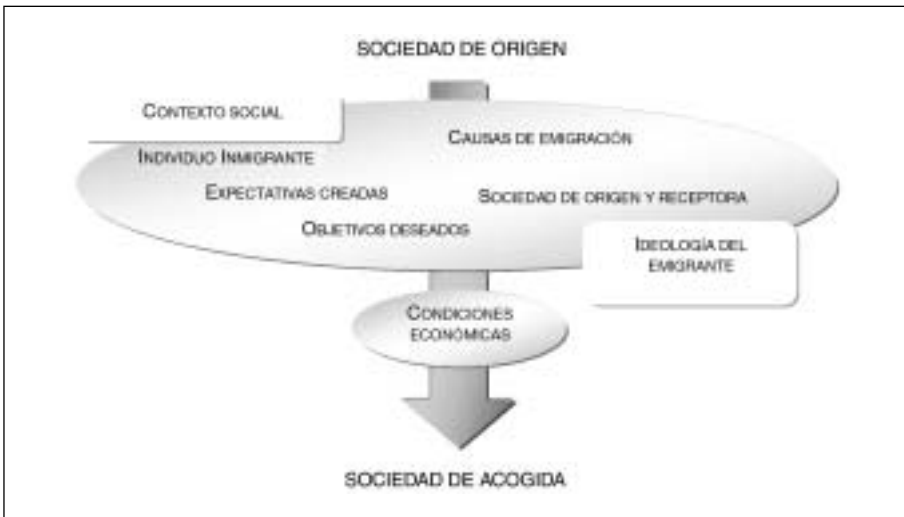 SOCIEDAD DE ORIGEN
CONTEXTO SOCIAL
CAUSAS DE EMIGRACIÓN
INDIVIDUO INMIGRANTE
EXPECTATIVAS CREADAS
SOCIEDAD DE ORIGEN Y RECEPTORA
OBJETIVOS DESEADOS
IDEOLOGÍA DEL
EMIGRANTE
CONDICIONES
ECONÓMICAS
SOCIEDAD DE ACOGIDA